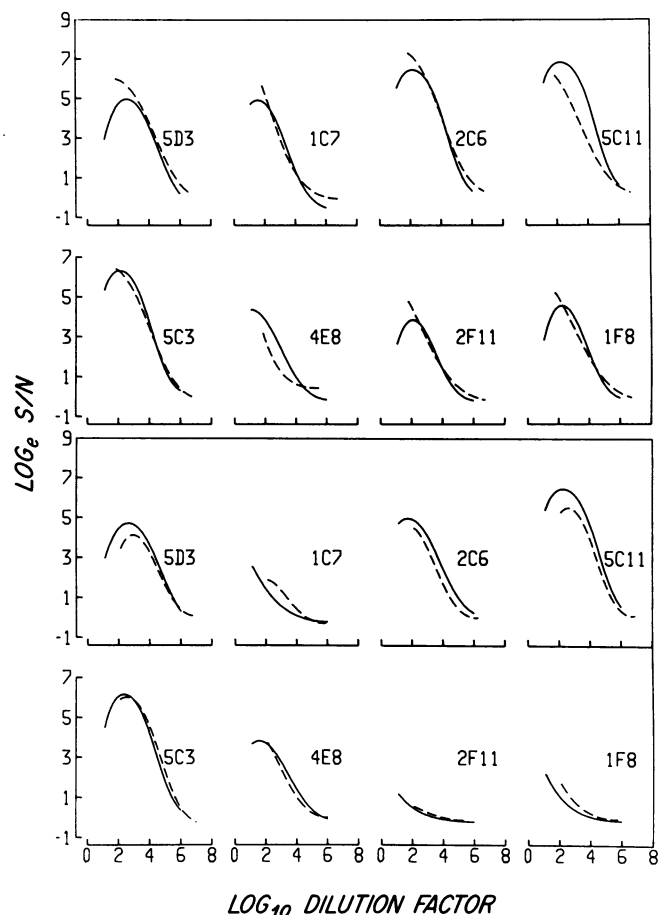 9
7
5
3
1
-1
5D3
1C7
2C6
5C11
7
5
3
1
-1
5C3
4E8
2F11
1F8
LOGe S/N
9
7
5
3
1
-1
5D3
1C7
2C6
5C11
7
5
3
1
-1
5C3
4E8
2F11
1F8
0 2 4 6 8 0 2 4 6 8 0 2 4 6 8 0 2 4 6 8
LOG10 DILUTION FACTOR